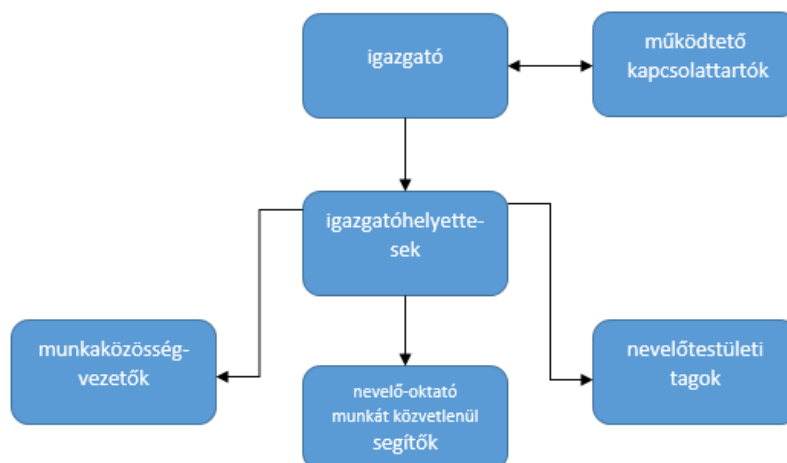 igazgató
működtető
kapcsolattartók
igazgatóhelyette-
sek
munkaközösség-
vezetők
nevelő-oktató
munkát közvetlenül
segítők
nevelőtestületi
tagok